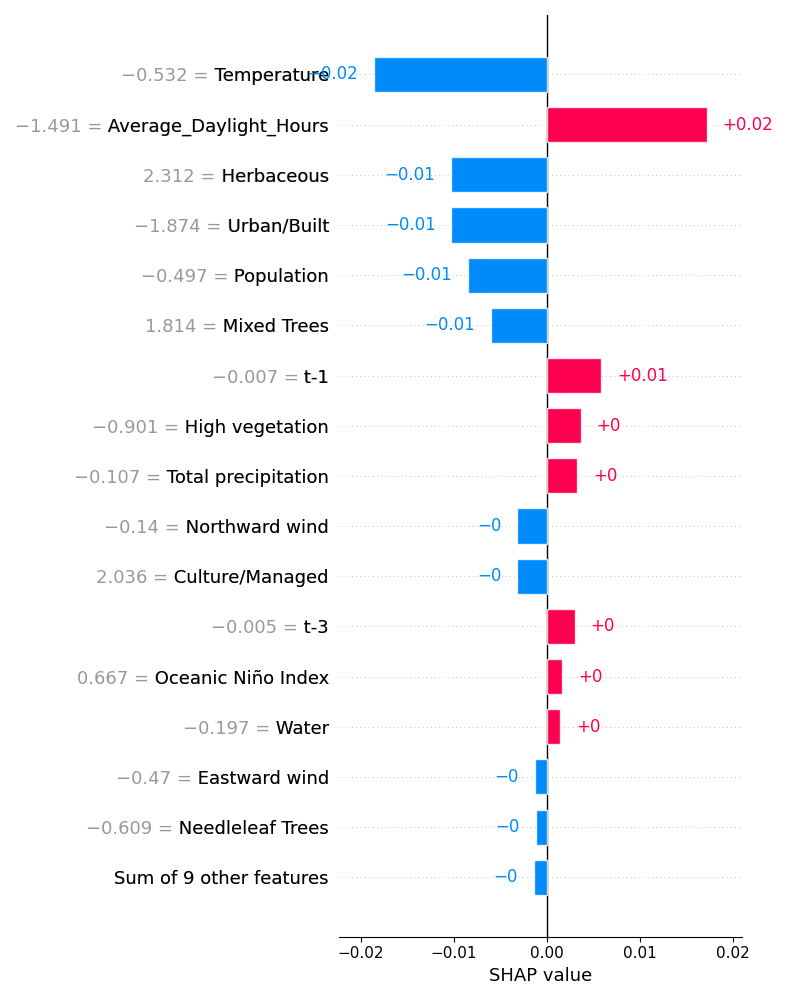 −0.532 = Temperature −0.02
−1.491 = Average_Daylight_Hours +0.02
2.312 = Herbaceous −0.01
−1.874 = Urban/Built −0.01
−0.497 = Population −0.01
1.814 = Mixed Trees −0.01
−0.007 = t-1 +0.01
−0.901 = High vegetation +0
−0.107 = Total precipitation +0
−0.14 = Northward wind −0
2.036 = Culture/Managed −0
−0.005 = t-3 +0
0.667 = Oceanic Niño Index +0
−0.197 = Water +0
−0.47 = Eastward wind −0
−0.609 = Needleleaf Trees −0
Sum of 9 other features −0
−0.02 −0.01 0.00 0.01 0.02
SHAP value